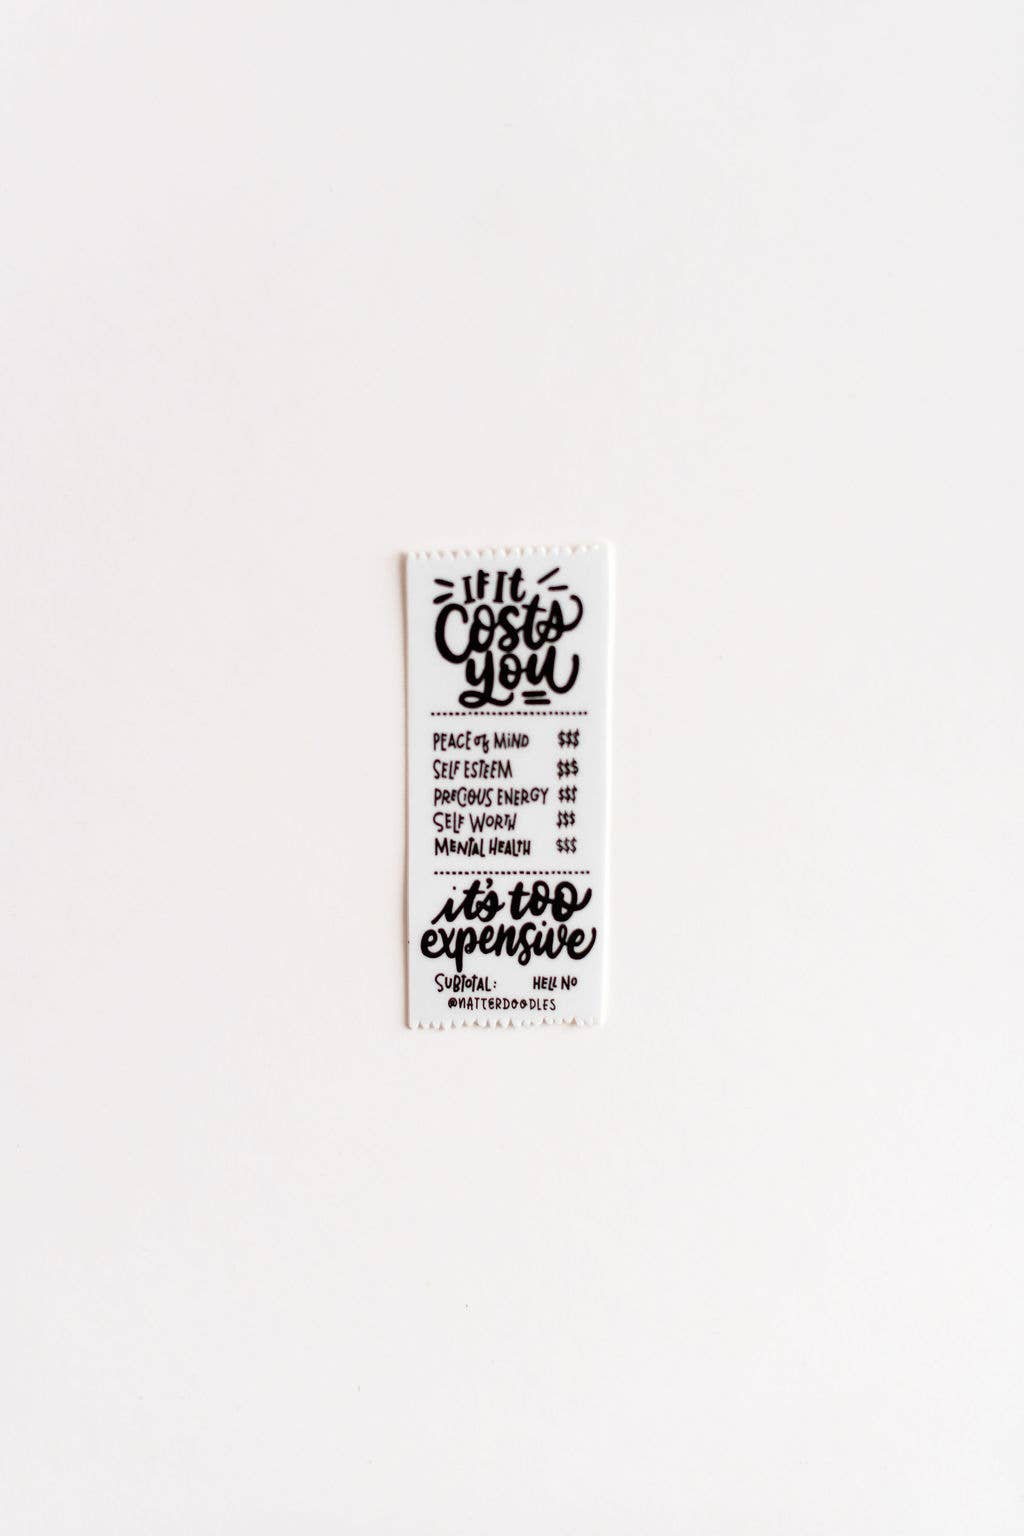 IF It
Costs
you
PEACE of MIND $$$
SELF ESTEEM $$$
PRECIOUS ENERGY $$$
SELF WORTH $$$
MENTAL HEALTH $$$
it's too
expensive
SUBTOTAL: HELL NO
@NATTERDOODLES